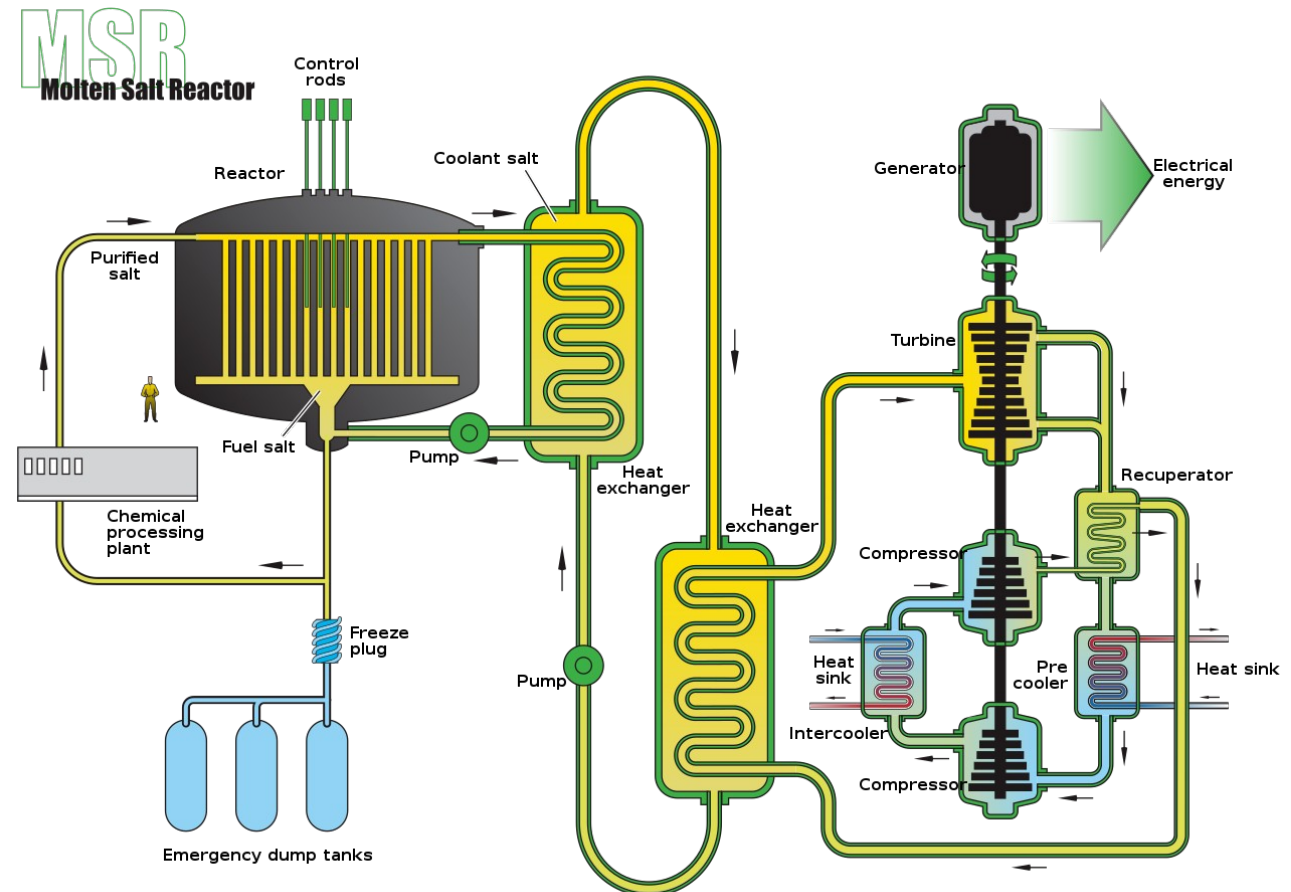 MSR
Molten Salt Reactor
Control
rods
Reactor
Coolant salt
Generator
Electrical
energy
Purified
salt
Turbine
Fuel salt
Pump
Heat
exchanger
Recuperator
Chemical
processing
plant
Heat
exchanger
Compressor
Freeze
plug
Pump
Heat
sink
Pre
cooler
Heat sink
Intercooler
Compressor
Emergency dump tanks